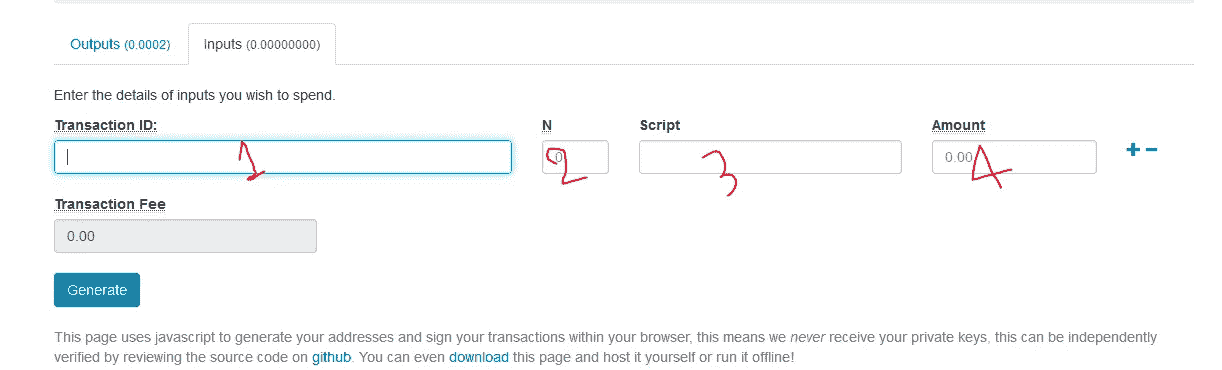 Outputs (0.0002) Inputs (0.00000000)
Enter the details of inputs you wish to spend.
Transaction ID: N Script Amount
1 0 2 3 0.00 4
Transaction Fee
0.00
Generate
This page uses javascript to generate your addresses and sign your transactions within your browser, this means we never receive your private keys, this can be independently
verified by reviewing the source code on github. You can even download this page and host it yourself or run it offline!